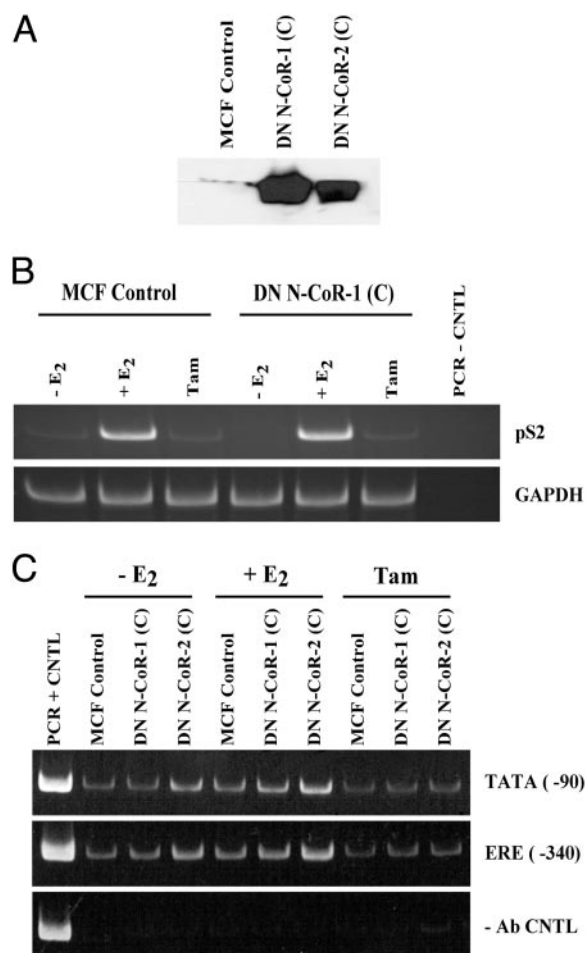 A
MCF Control
DN N-CoR-1 (C)
DN N-CoR-2 (C)
B
MCF Control
DN N-CoR-1 (C)
- E2
+ E2
Tam
- E2
+ E2
Tam
PCR - CNTL
pS2
GAPDH
C
- E2
+ E2
Tam
PCR + CNTL
MCF Control
DN N-CoR-1 (C)
DN N-CoR-2 (C)
MCF Control
DN N-CoR-1 (C)
DN N-CoR-2 (C)
MCF Control
DN N-CoR-1 (C)
DN N-CoR-2 (C)
TATA ( -90)
ERE ( -340)
- Ab CNTL